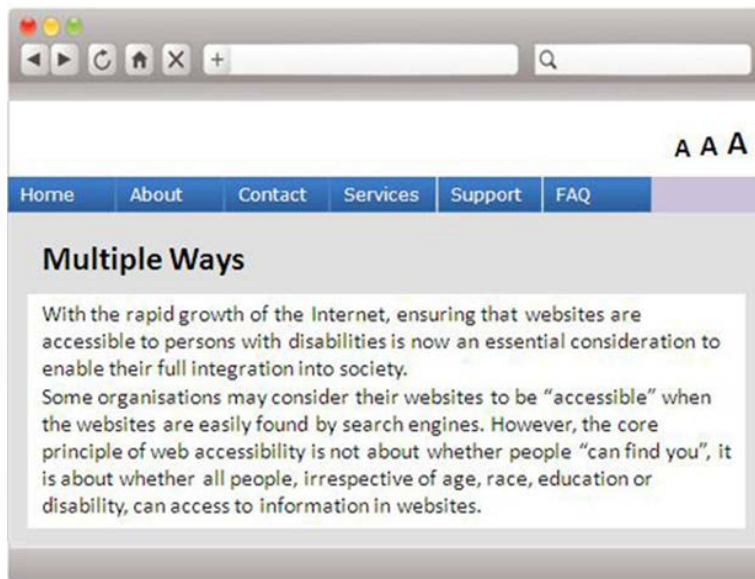 A A A
Home About Contact Services Support FAQ
Multiple Ways
With the rapid growth of the Internet, ensuring that websites are
accessible to persons with disabilities is now an essential consideration to
enable their full integration into society.
Some organisations may consider their websites to be “accessible” when
the websites are easily found by search engines. However, the core
principle of web accessibility is not about whether people “can find you”, it
is about whether all people, irrespective of age, race, education or
disability, can access to information in websites.